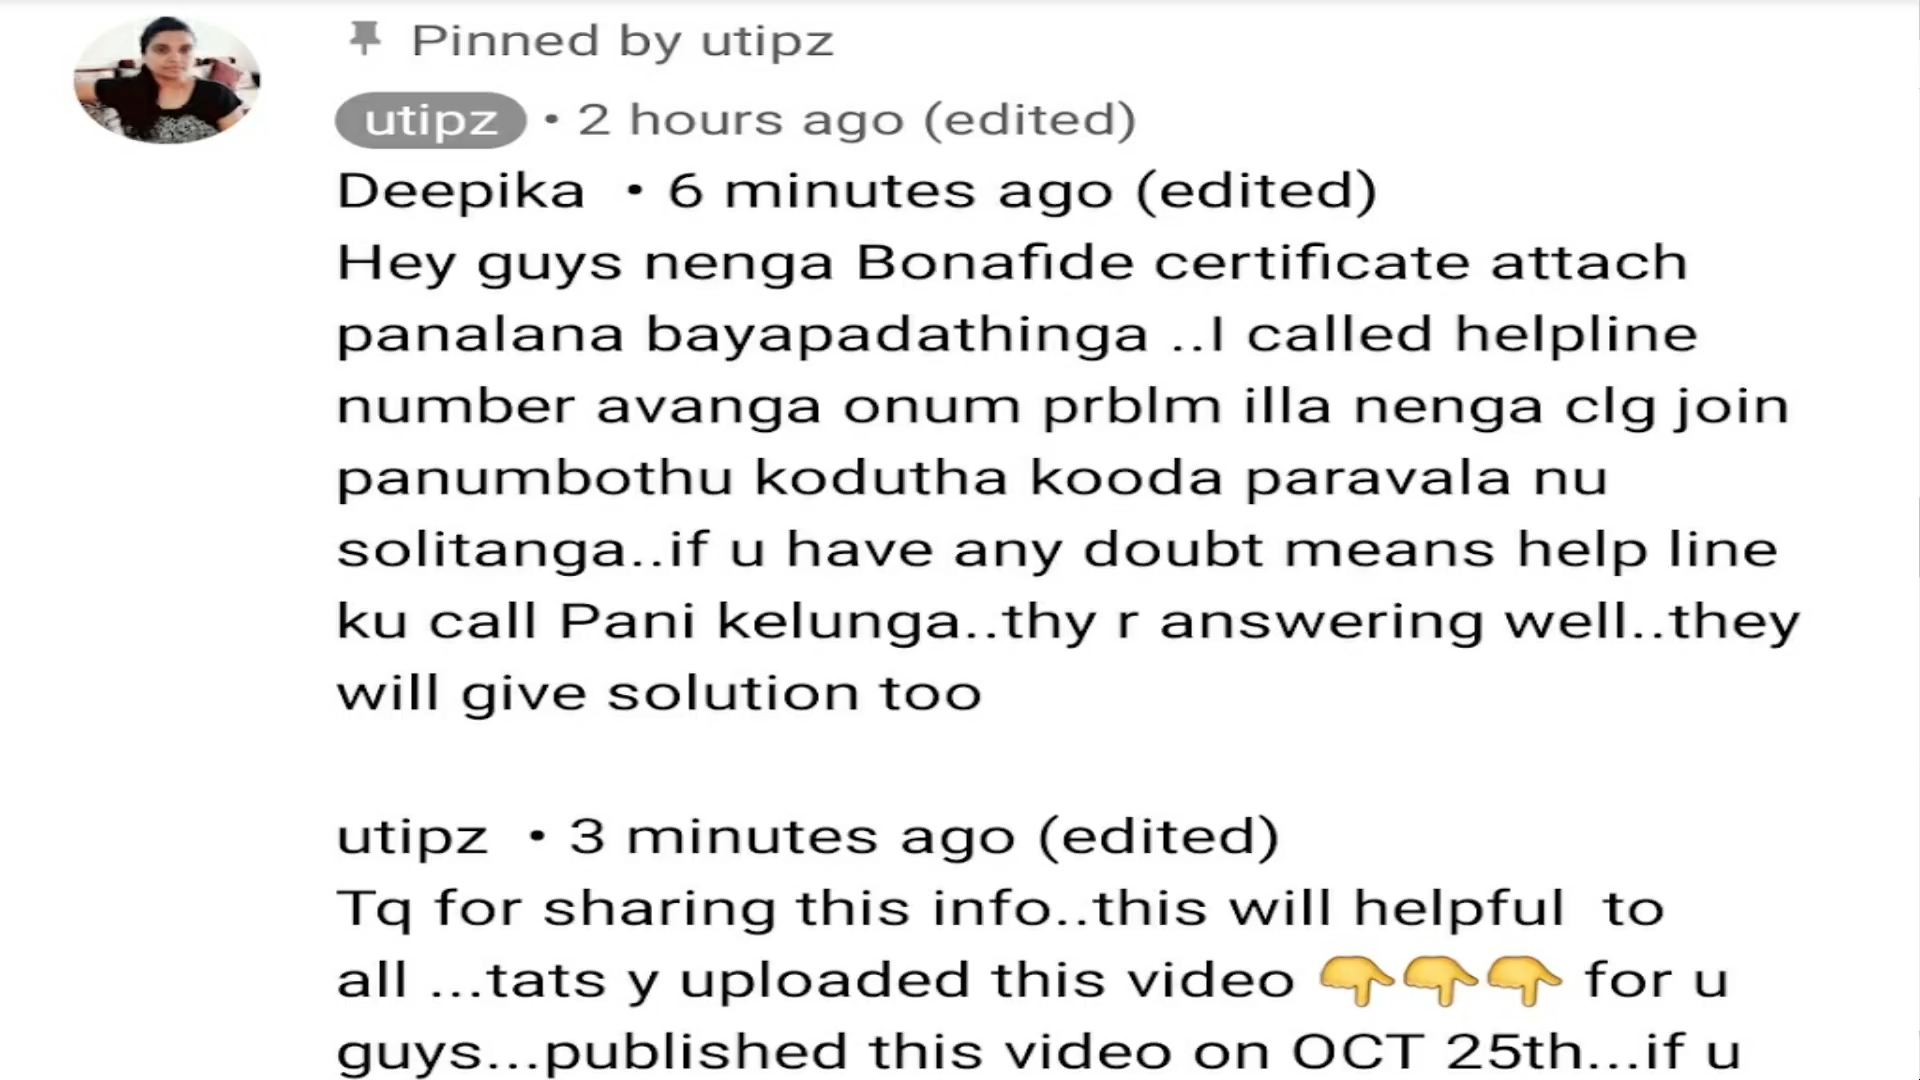 Pinned by utipz
utipz • 2 hours ago (edited)
Deepika • 6 minutes ago (edited)
Hey guys nenga Bonafide certificate attach
panalana bayapadathinga ..I called helpline
number avanga onum prblm illa nenga clg join
panumbothu kodutha kooda paravala nu
solitanga..if u have any doubt means help line
ku call Pani kelunga..thy r answering well..they
will give solution too
utipz • 3 minutes ago (edited)
Tq for sharing this info..this will helpful to
all ...tats y uploaded this video 👇👇👇 for u
guys...published this video on OCT 25th...if u